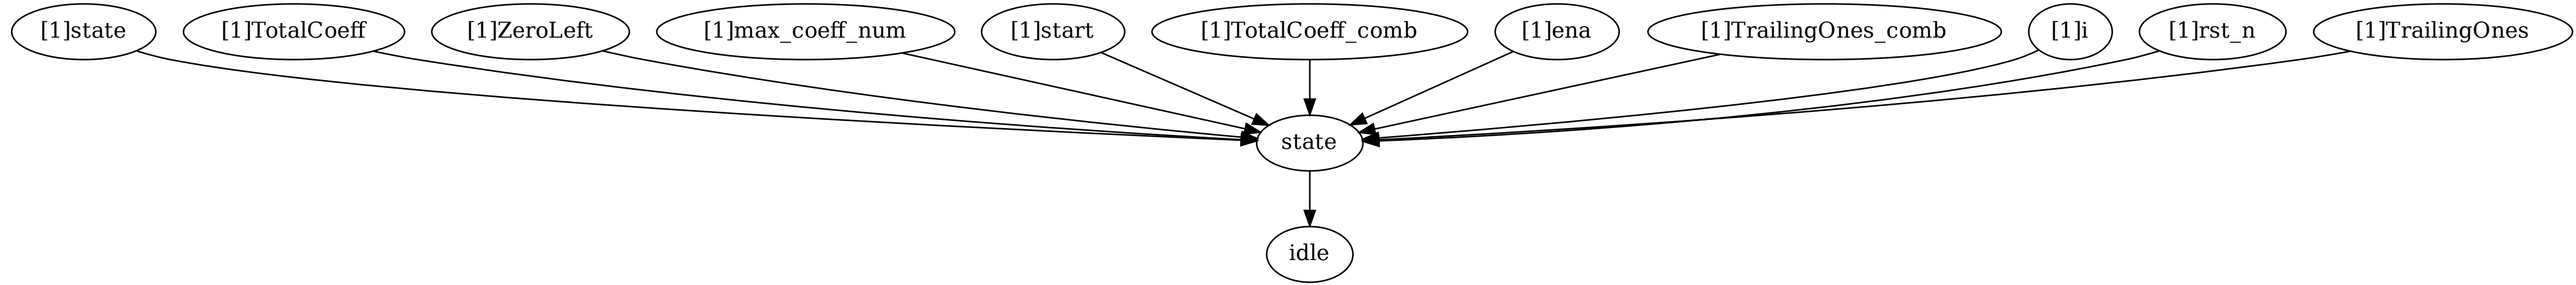 [1]state [1]TotalCoeff [1]ZeroLeft [1]max_coeff_num [1]start [1]TotalCoeff_comb [1]ena [1]TrailingOnes_comb [1]i [1]rst_n [1]TrailingOnes
state
idle